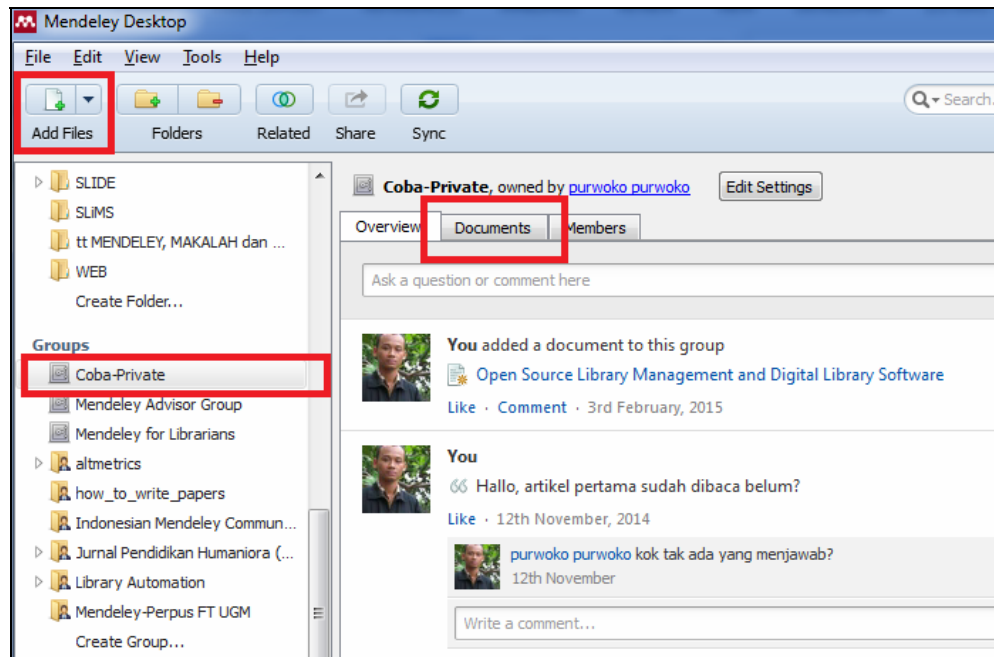 Mendeley Desktop
File Edit View Tools Help
Search.
Add Files Folders Related Share Sync
SLIDE
SLiMS
tt MENDELEY, MAKALAH dan ...
WEB
Create Folder...
Groups
Coba-Private
Mendeley Advisor Group
Mendeley for Librarians
altmetrics
how_to_write_papers
Indonesian Mendeley Commun...
Jurnal Pendidikan Humaniora (...
Library Automation
Mendeley-Perpus FT UGM
Create Group...
Coba-Private, owned by purwoko purwoko Edit Settings
Overview Documents Members
Ask a question or comment here
You added a document to this group
Open Source Library Management and Digital Library Software
Like · Comment · 3rd February, 2015
You
Hallo, artikel pertama sudah dibaca belum?
Like · 12th November, 2014
purwoko purwoko kok tak ada yang menjawab?
12th November
Write a comment...